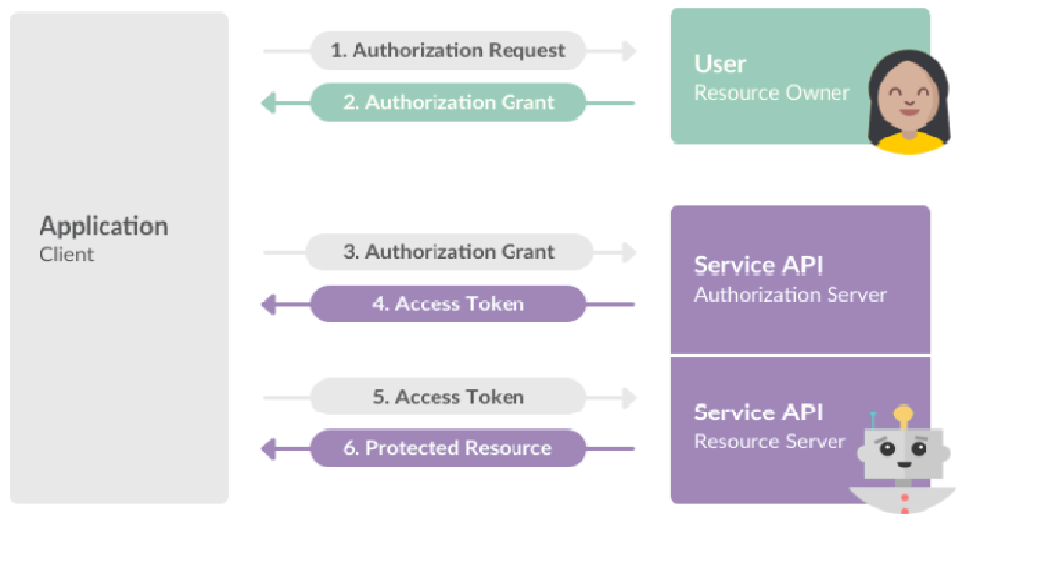 1. Authorization Request
2. Authorization Grant
User
Resource Owner
Application
Client
3. Authorization Grant
4. Access Token
Service API
Authorization Server
5. Access Token
6. Protected Resource
Service API
Resource Server